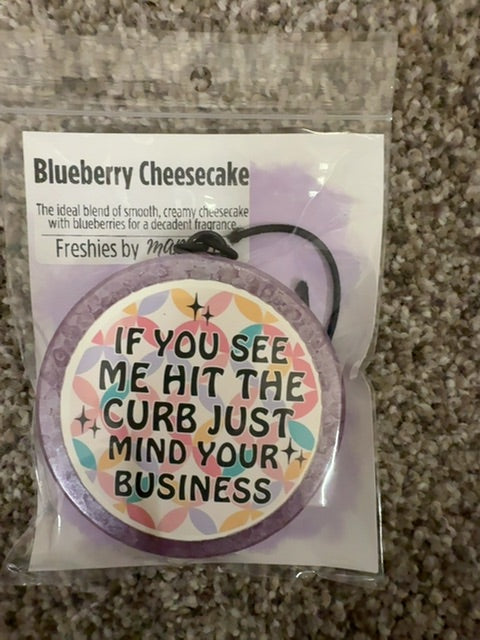 Blueberry Cheesecake
The ideal blend of smooth, creamy cheesecake
with blueberries for a decadent fragrance.
Freshies by
IF YOU SEE
ME HIT THE
CURB JUST
MIND YOUR
BUSINESS